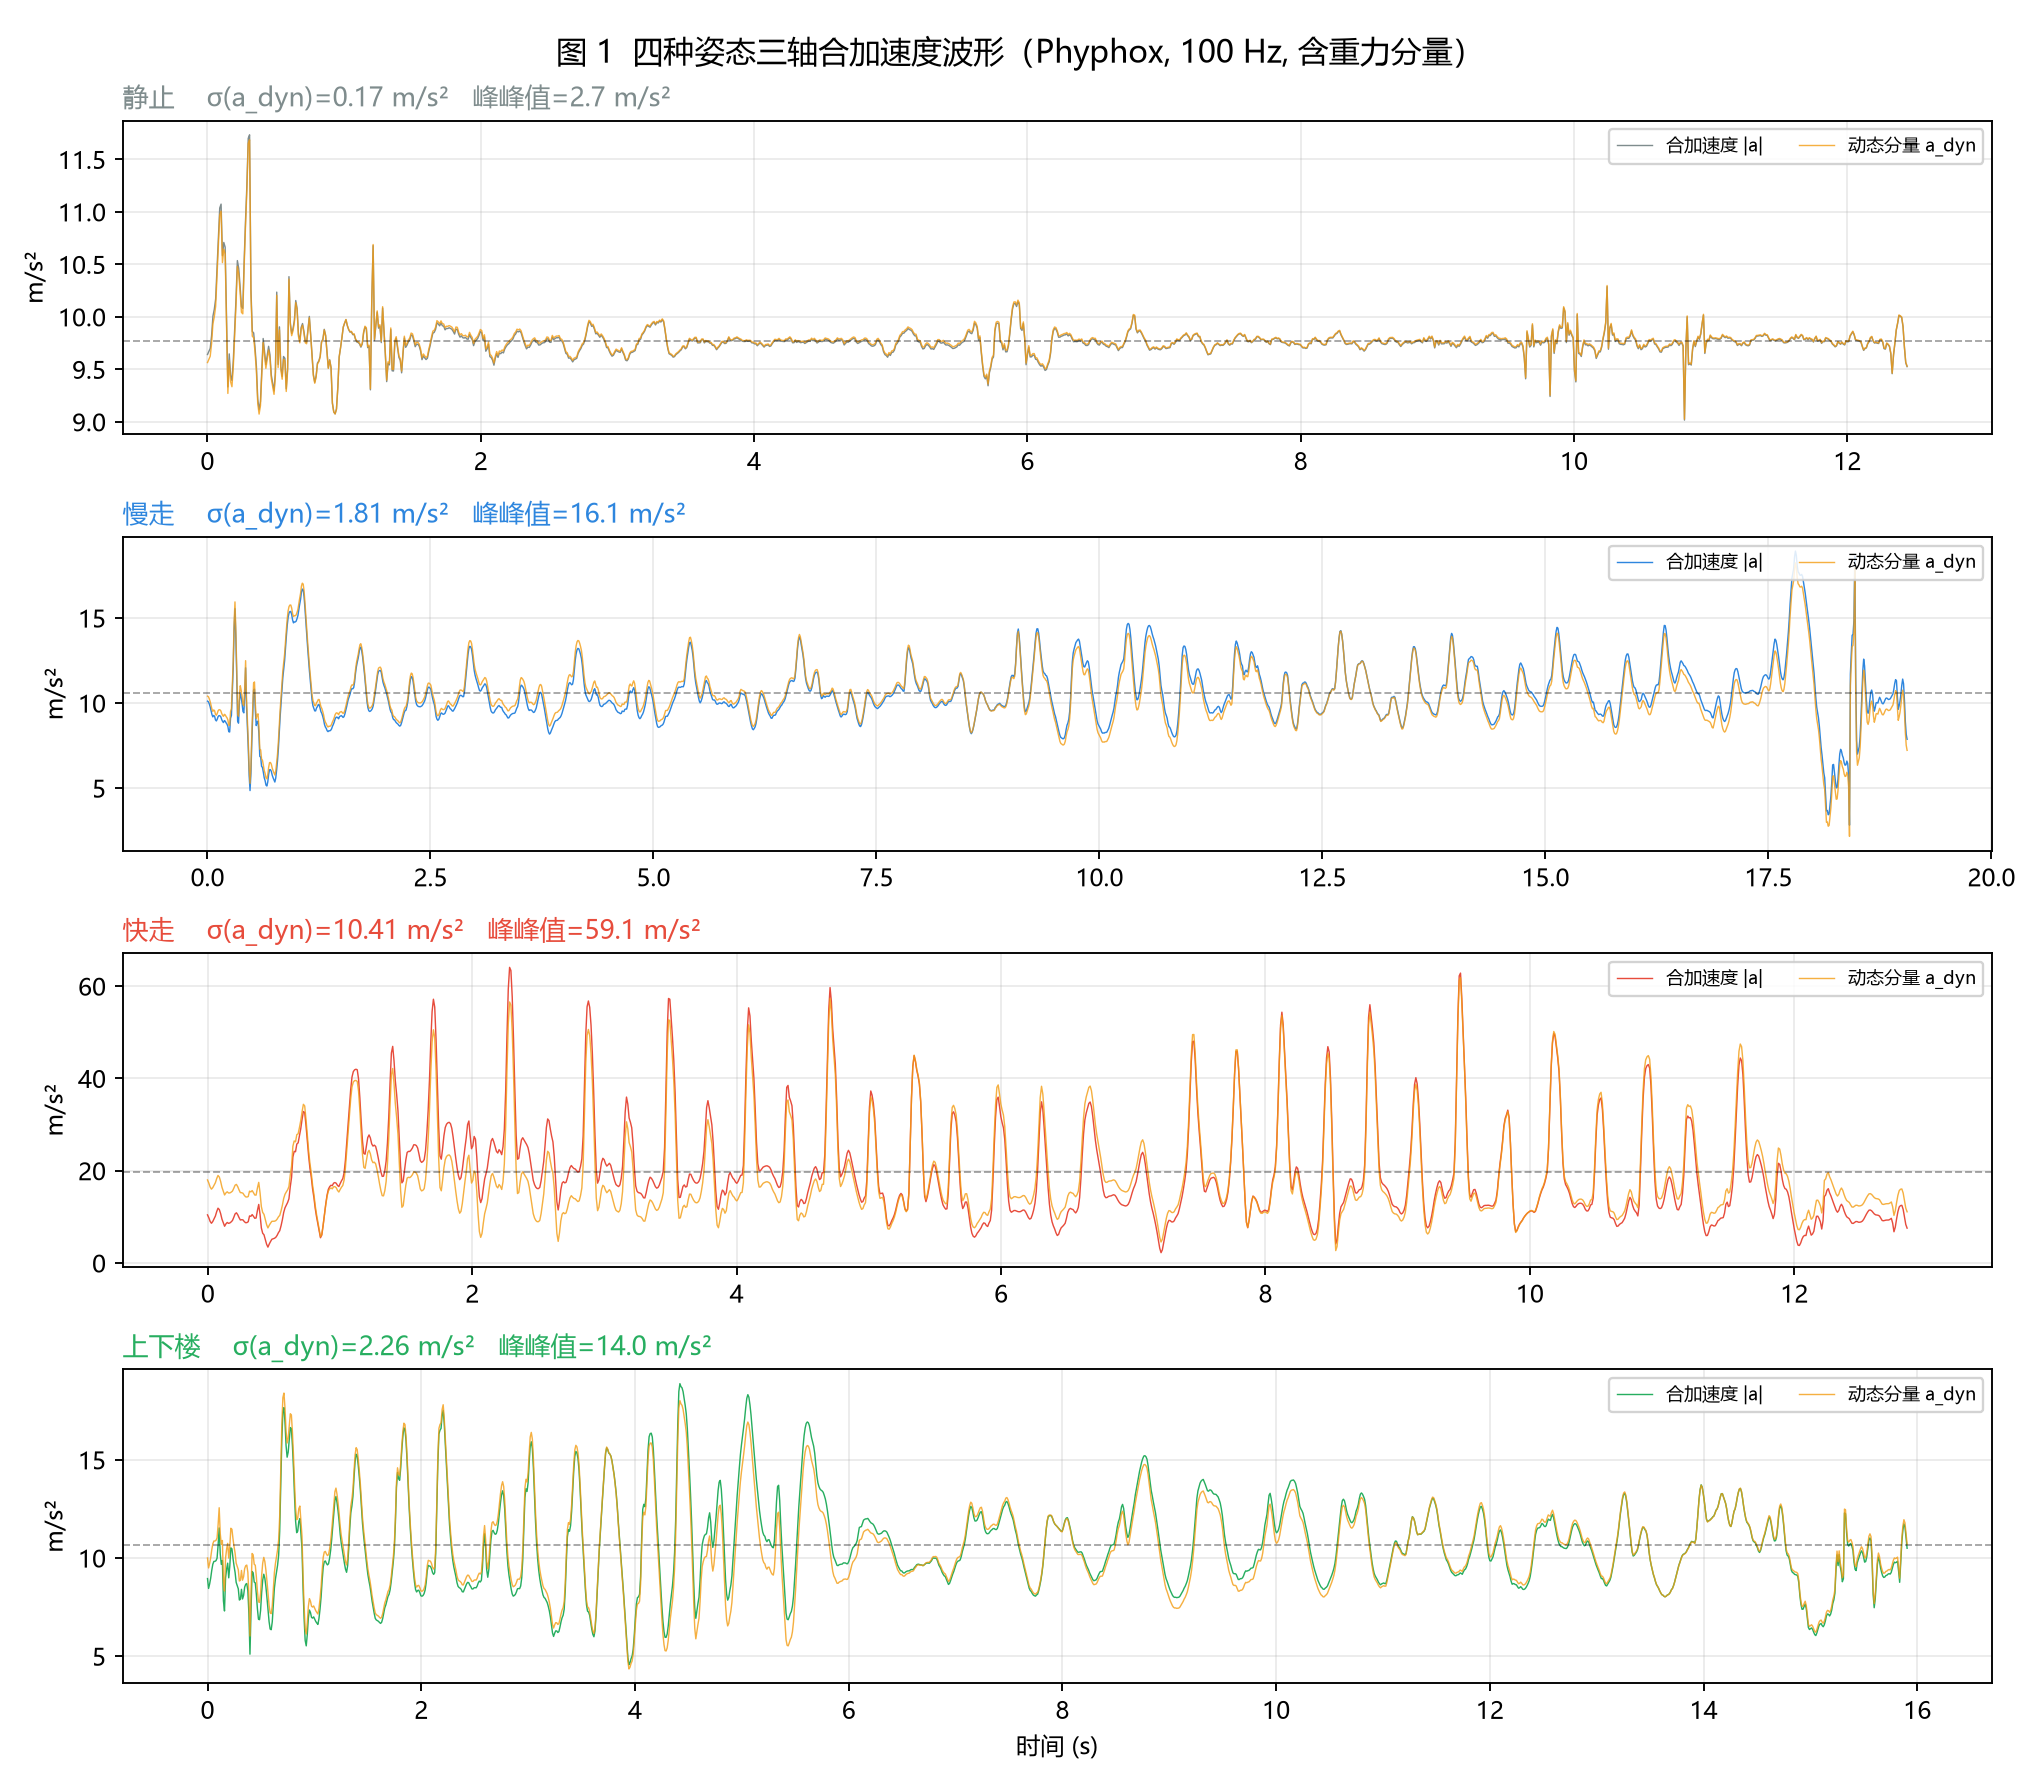 图 1  四种姿态三轴合加速度波形（Phyphox, 100 Hz, 含重力分量）
静止  σ(a_dyn)=0.17 m/s²  峰峰值=2.7 m/s²
合加速度 |a|  动态分量 a_dyn
m/s²
11.5
11.0
10.5
10.0
9.5
9.0
0 2 4 6 8 10 12
慢走  σ(a_dyn)=1.81 m/s²  峰峰值=16.1 m/s²
合加速度 |a|  动态分量 a_dyn
m/s²
15
10
5
0.0 2.5 5.0 7.5 10.0 12.5 15.0 17.5 20.0
快走  σ(a_dyn)=10.41 m/s²  峰峰值=59.1 m/s²
合加速度 |a|  动态分量 a_dyn
m/s²
60
40
20
0
0 2 4 6 8 10 12
上下楼  σ(a_dyn)=2.26 m/s²  峰峰值=14.0 m/s²
合加速度 |a|  动态分量 a_dyn
m/s²
15
10
5
0 2 4 6 8 10 12 14 16
时间 (s)